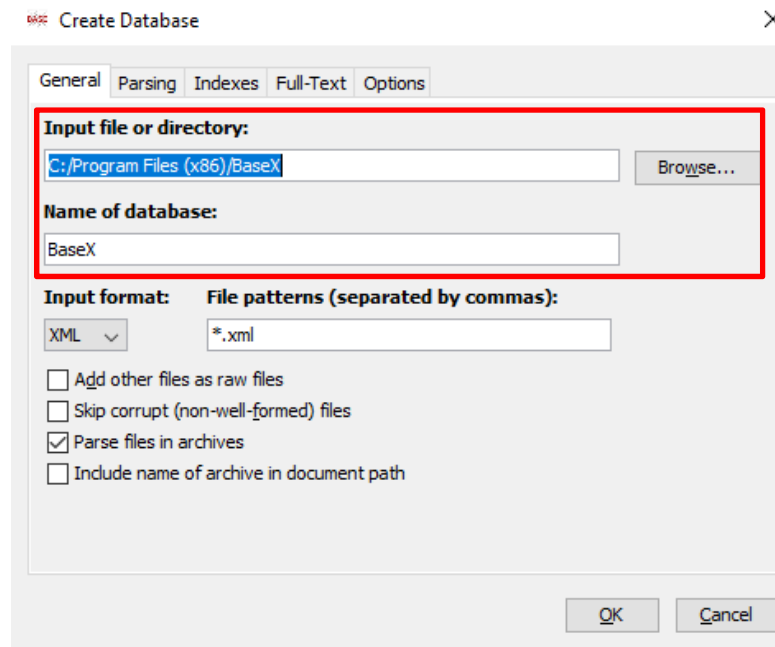 BASE Create Database
General Parsing Indexes Full-Text Options
Input file or directory:
C:/Program Files (x86)/BaseX
Browse...
Name of database:
BaseX
Input format: File patterns (separated by commas):
XML *.xml
Add other files as raw files
Skip corrupt (non-well-formed) files
Parse files in archives
Include name of archive in document path
OK Cancel